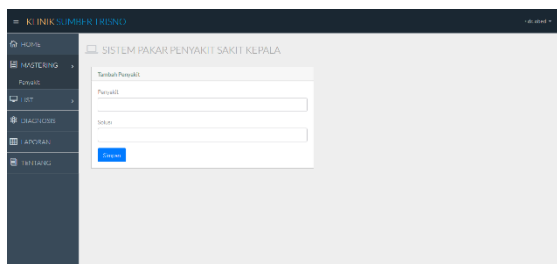 KLINIK SUMBER TRISNO
HOME
SISTEM PAKAR PENYAKIT SAKIT KEPALA
MASTERING
Penyakit
LIST
DIAGNOSIS
LAPORAN
TENTANG
Tambah Penyakit
Penyakit
Solusi
Simpan